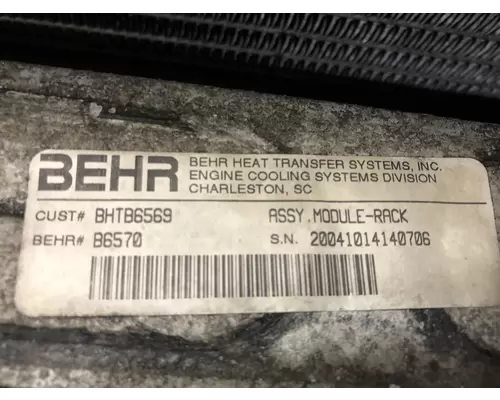 BEHR
BEHR HEAT TRANSFER SYSTEMS, INC.
ENGINE COOLING SYSTEMS DIVISION
CHARLESTON, SC
CUST# BHTB6569 ASSY.MODULE-RACK
BEHR# B6570 S.N. 20041014140706